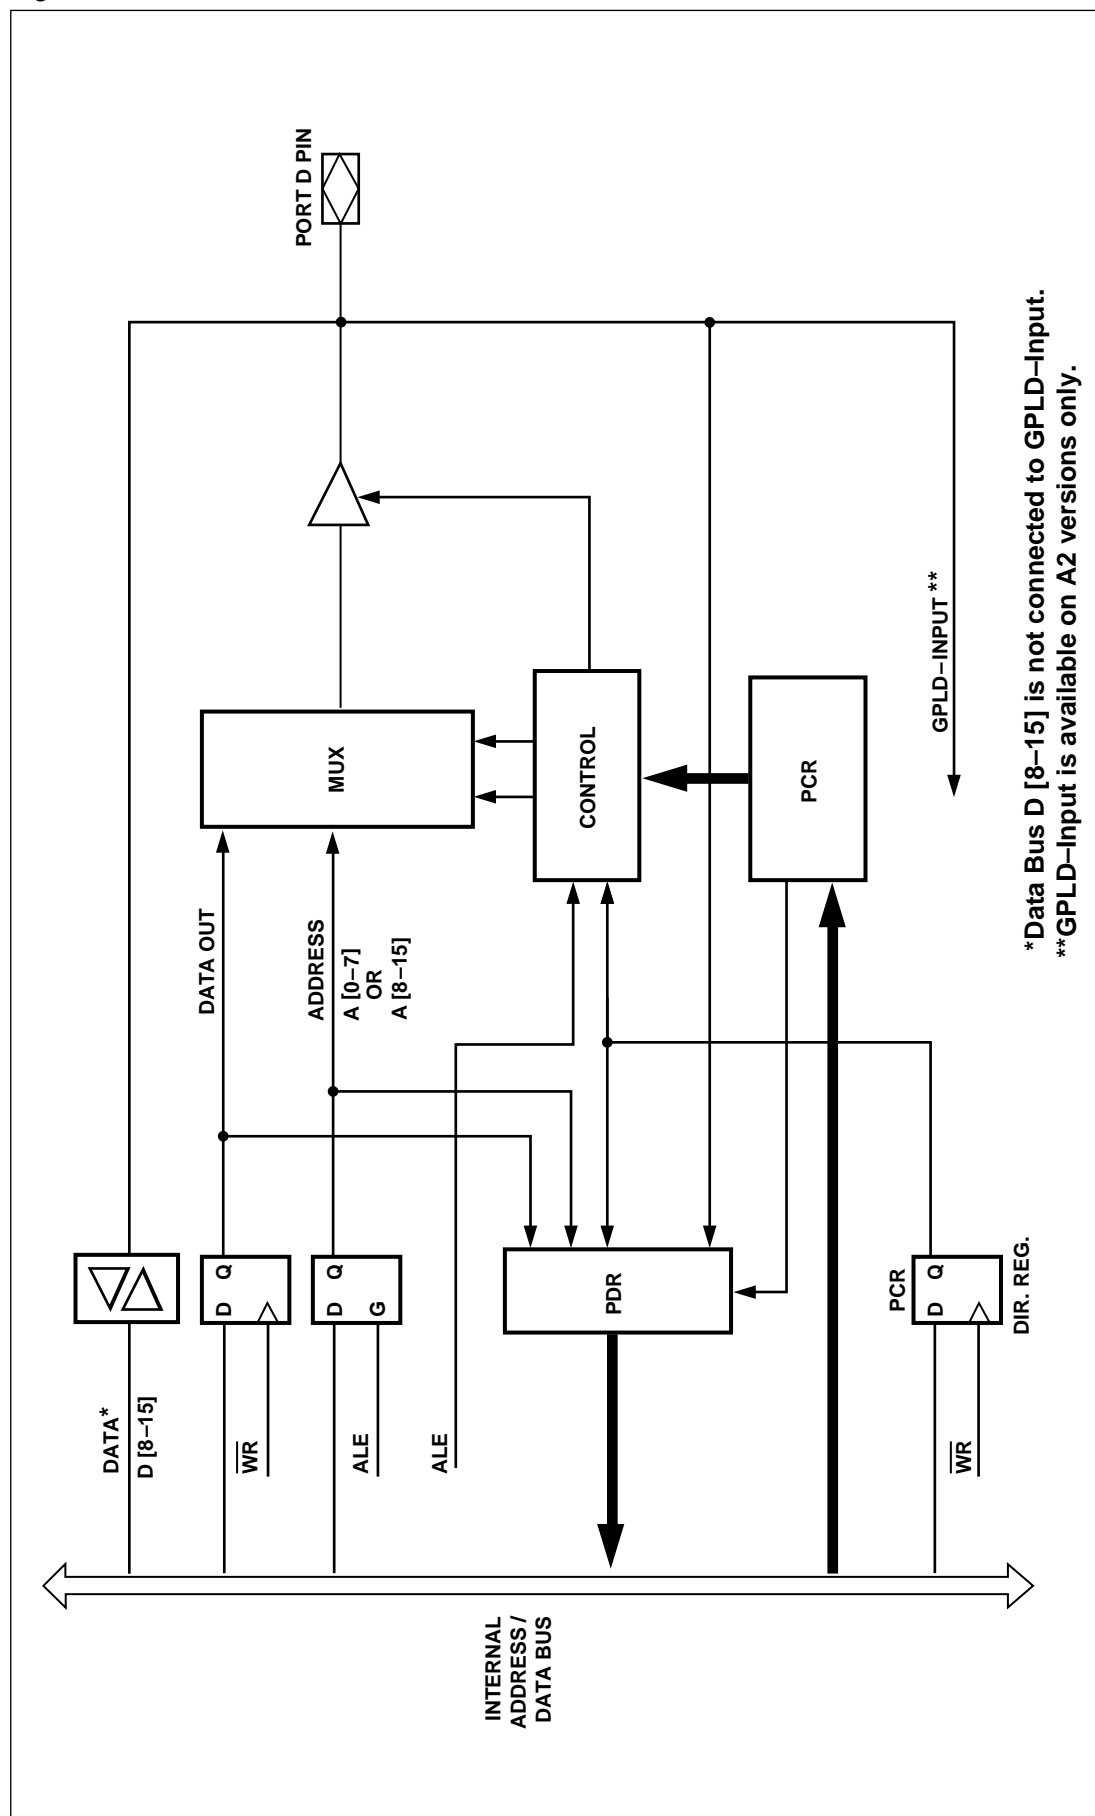 PORT D PIN
DATA*
D [8–15]
D Q
WR
DATA OUT
MUX
D Q
G
ALE
ADDRESS
A [0–7]
OR
A [8–15]
ALE
CONTROL
INTERNAL
ADDRESS /
DATA BUS
PDR
PCR
GPLD–INPUT **
PCR
D Q
DIR. REG.
WR
*Data Bus D [8–15] is not connected to GPLD–Input.
**GPLD–Input is available on A2 versions only.